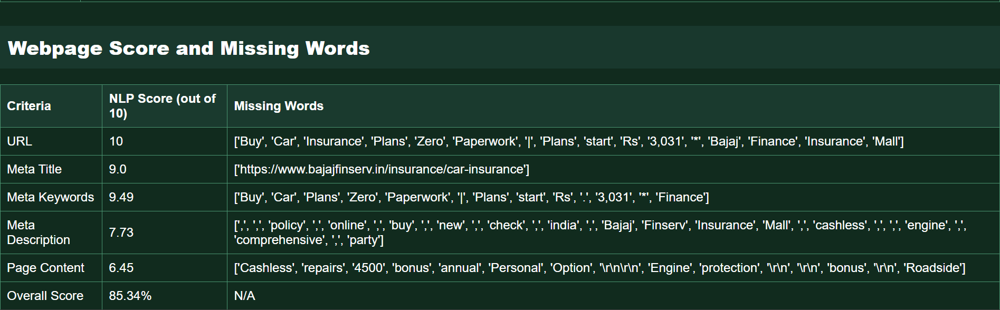 Webpage Score and Missing Words
Criteria
NLP Score (out of
10)
Missing Words
URL
10
['Buy', 'Car', 'Insurance', 'Plans', 'Zero', 'Paperwork', '|', 'Plans', 'start', 'Rs', '3,031', '*', 'Bajaj', 'Finance', 'Insurance', 'Mall']
Meta Title
9.0
['https://www.bajajfinserv.in/insurance/car-insurance']
Meta Keywords
9.49
['Buy', 'Car', 'Plans', 'Zero', 'Paperwork', '|', 'Plans', 'start', 'Rs', '.', '3,031', '*', 'Finance']
Meta
Description
7.73
[',', ',', 'policy', ',', 'online', ',', 'buy', ',', 'new', ',', 'check', ',', 'india', ',', 'Bajaj', 'Finserv', 'Insurance', 'Mall', ',', 'cashless', ',', ',', 'engine', ',',
'comprehensive', ',', 'party']
Page Content
6.45
['Cashless', 'repairs', '4500', 'bonus', 'annual', 'Personal', 'Option', '\r\n\r\n', 'Engine', 'protection', '\r\n', '\r\n', 'bonus', '\r\n', 'Roadside']
Overall Score
85.34%
N/A